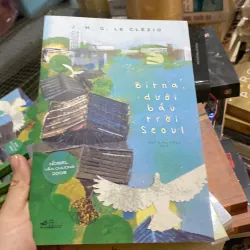 J. M. G. LE CLÉZIO
Bitna,
dưới
bầu
trời
Seoul
NOBEL
VĂN CHƯƠNG
2008